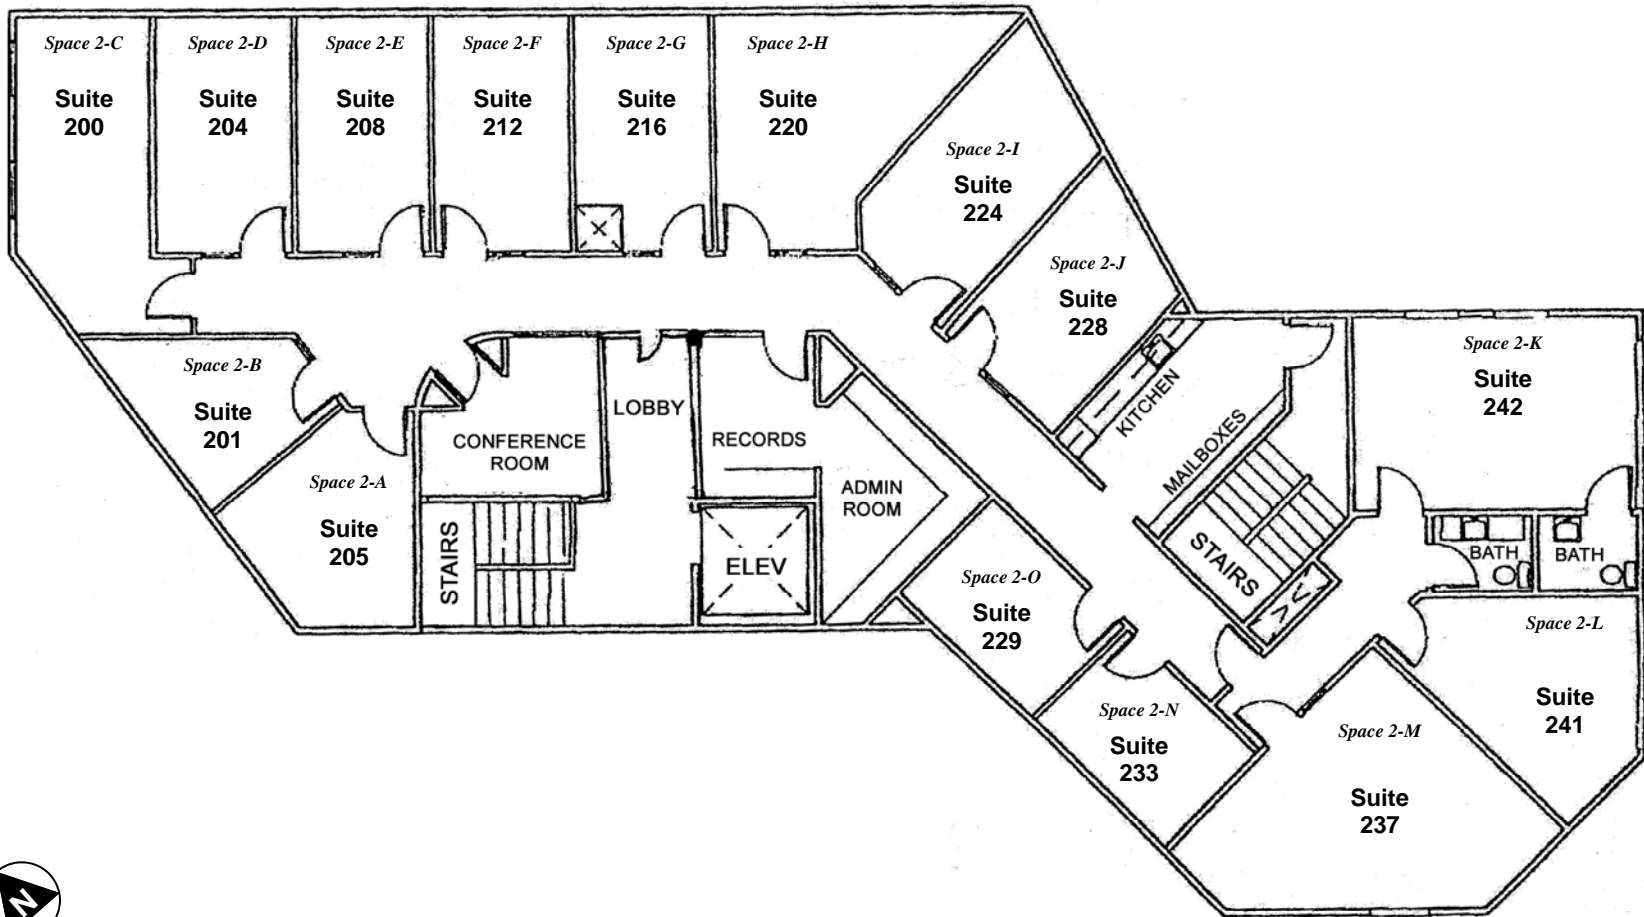 Space 2-C
Suite
200
Space 2-D
Suite
204
Space 2-E
Suite
208
Space 2-F
Suite
212
Space 2-G
Suite
216
Space 2-H
Suite
220
Space 2-I
Suite
224
Space 2-J
Suite
228
Space 2-K
Suite
242
Space 2-B
Suite
201
Space 2-A
Suite
205
CONFERENCE
ROOM
LOBBY
RECORDS
ADMIN
ROOM
KITCHEN
MAILBOXES
STAIRS
ELEV
STAIRS
BATH
BATH
Space 2-O
Suite
229
Space 2-N
Suite
233
Space 2-M
Suite
237
Space 2-L
Suite
241
N